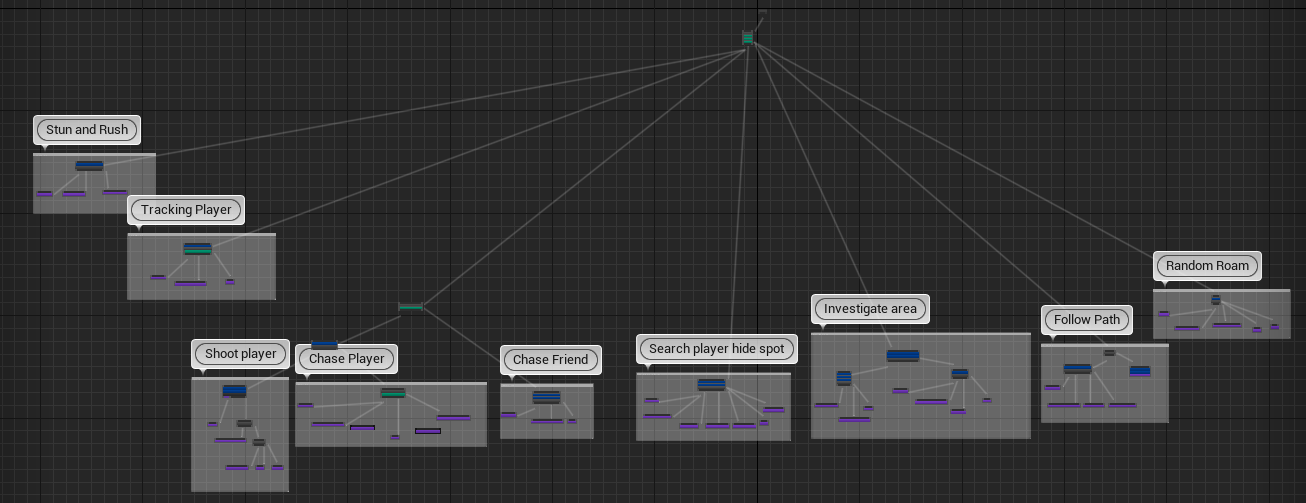 Stun and Rush
Tracking Player
Random Roam
Investigate area
Follow Path
Search player hide spot
Shoot player
Chase Player
Chase Friend